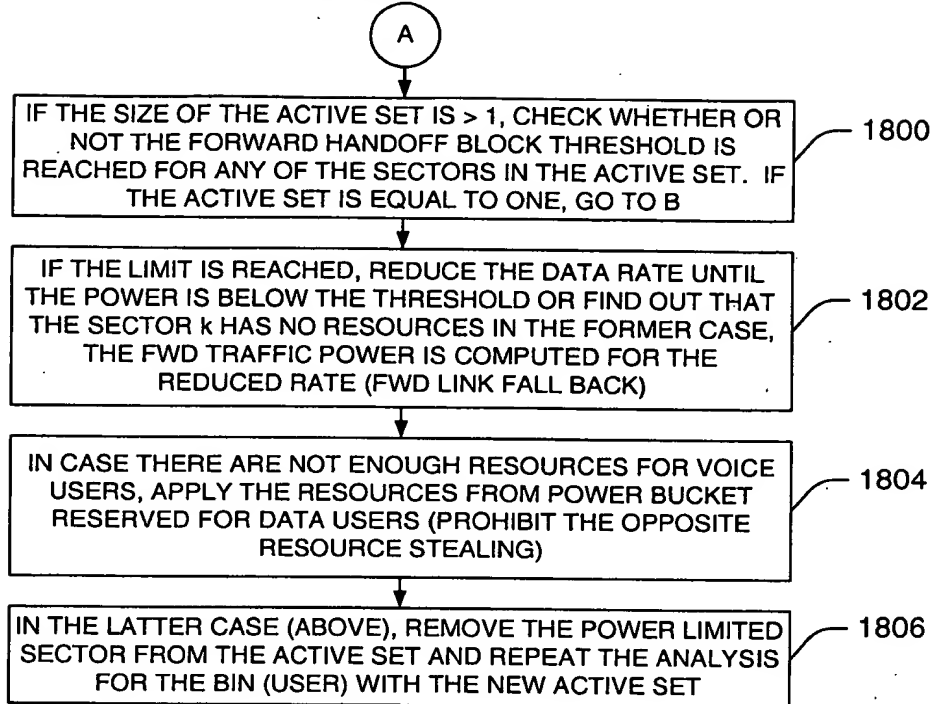 A
IF THE SIZE OF THE ACTIVE SET IS > 1, CHECK WHETHER OR
NOT THE FORWARD HANDOFF BLOCK THRESHOLD IS
REACHED FOR ANY OF THE SECTORS IN THE ACTIVE SET. IF
THE ACTIVE SET IS EQUAL TO ONE, GO TO B
1800
IF THE LIMIT IS REACHED, REDUCE THE DATA RATE UNTIL
THE POWER IS BELOW THE THRESHOLD OR FIND OUT THAT
THE SECTOR k HAS NO RESOURCES IN THE FORMER CASE,
THE FWD TRAFFIC POWER IS COMPUTED FOR THE
REDUCED RATE (FWD LINK FALL BACK)
1802
IN CASE THERE ARE NOT ENOUGH RESOURCES FOR VOICE
USERS, APPLY THE RESOURCES FROM POWER BUCKET
RESERVED FOR DATA USERS (PROHIBIT THE OPPOSITE
RESOURCE STEALING)
1804
IN THE LATTER CASE (ABOVE), REMOVE THE POWER LIMITED
SECTOR FROM THE ACTIVE SET AND REPEAT THE ANALYSIS
FOR THE BIN (USER) WITH THE NEW ACTIVE SET
1806